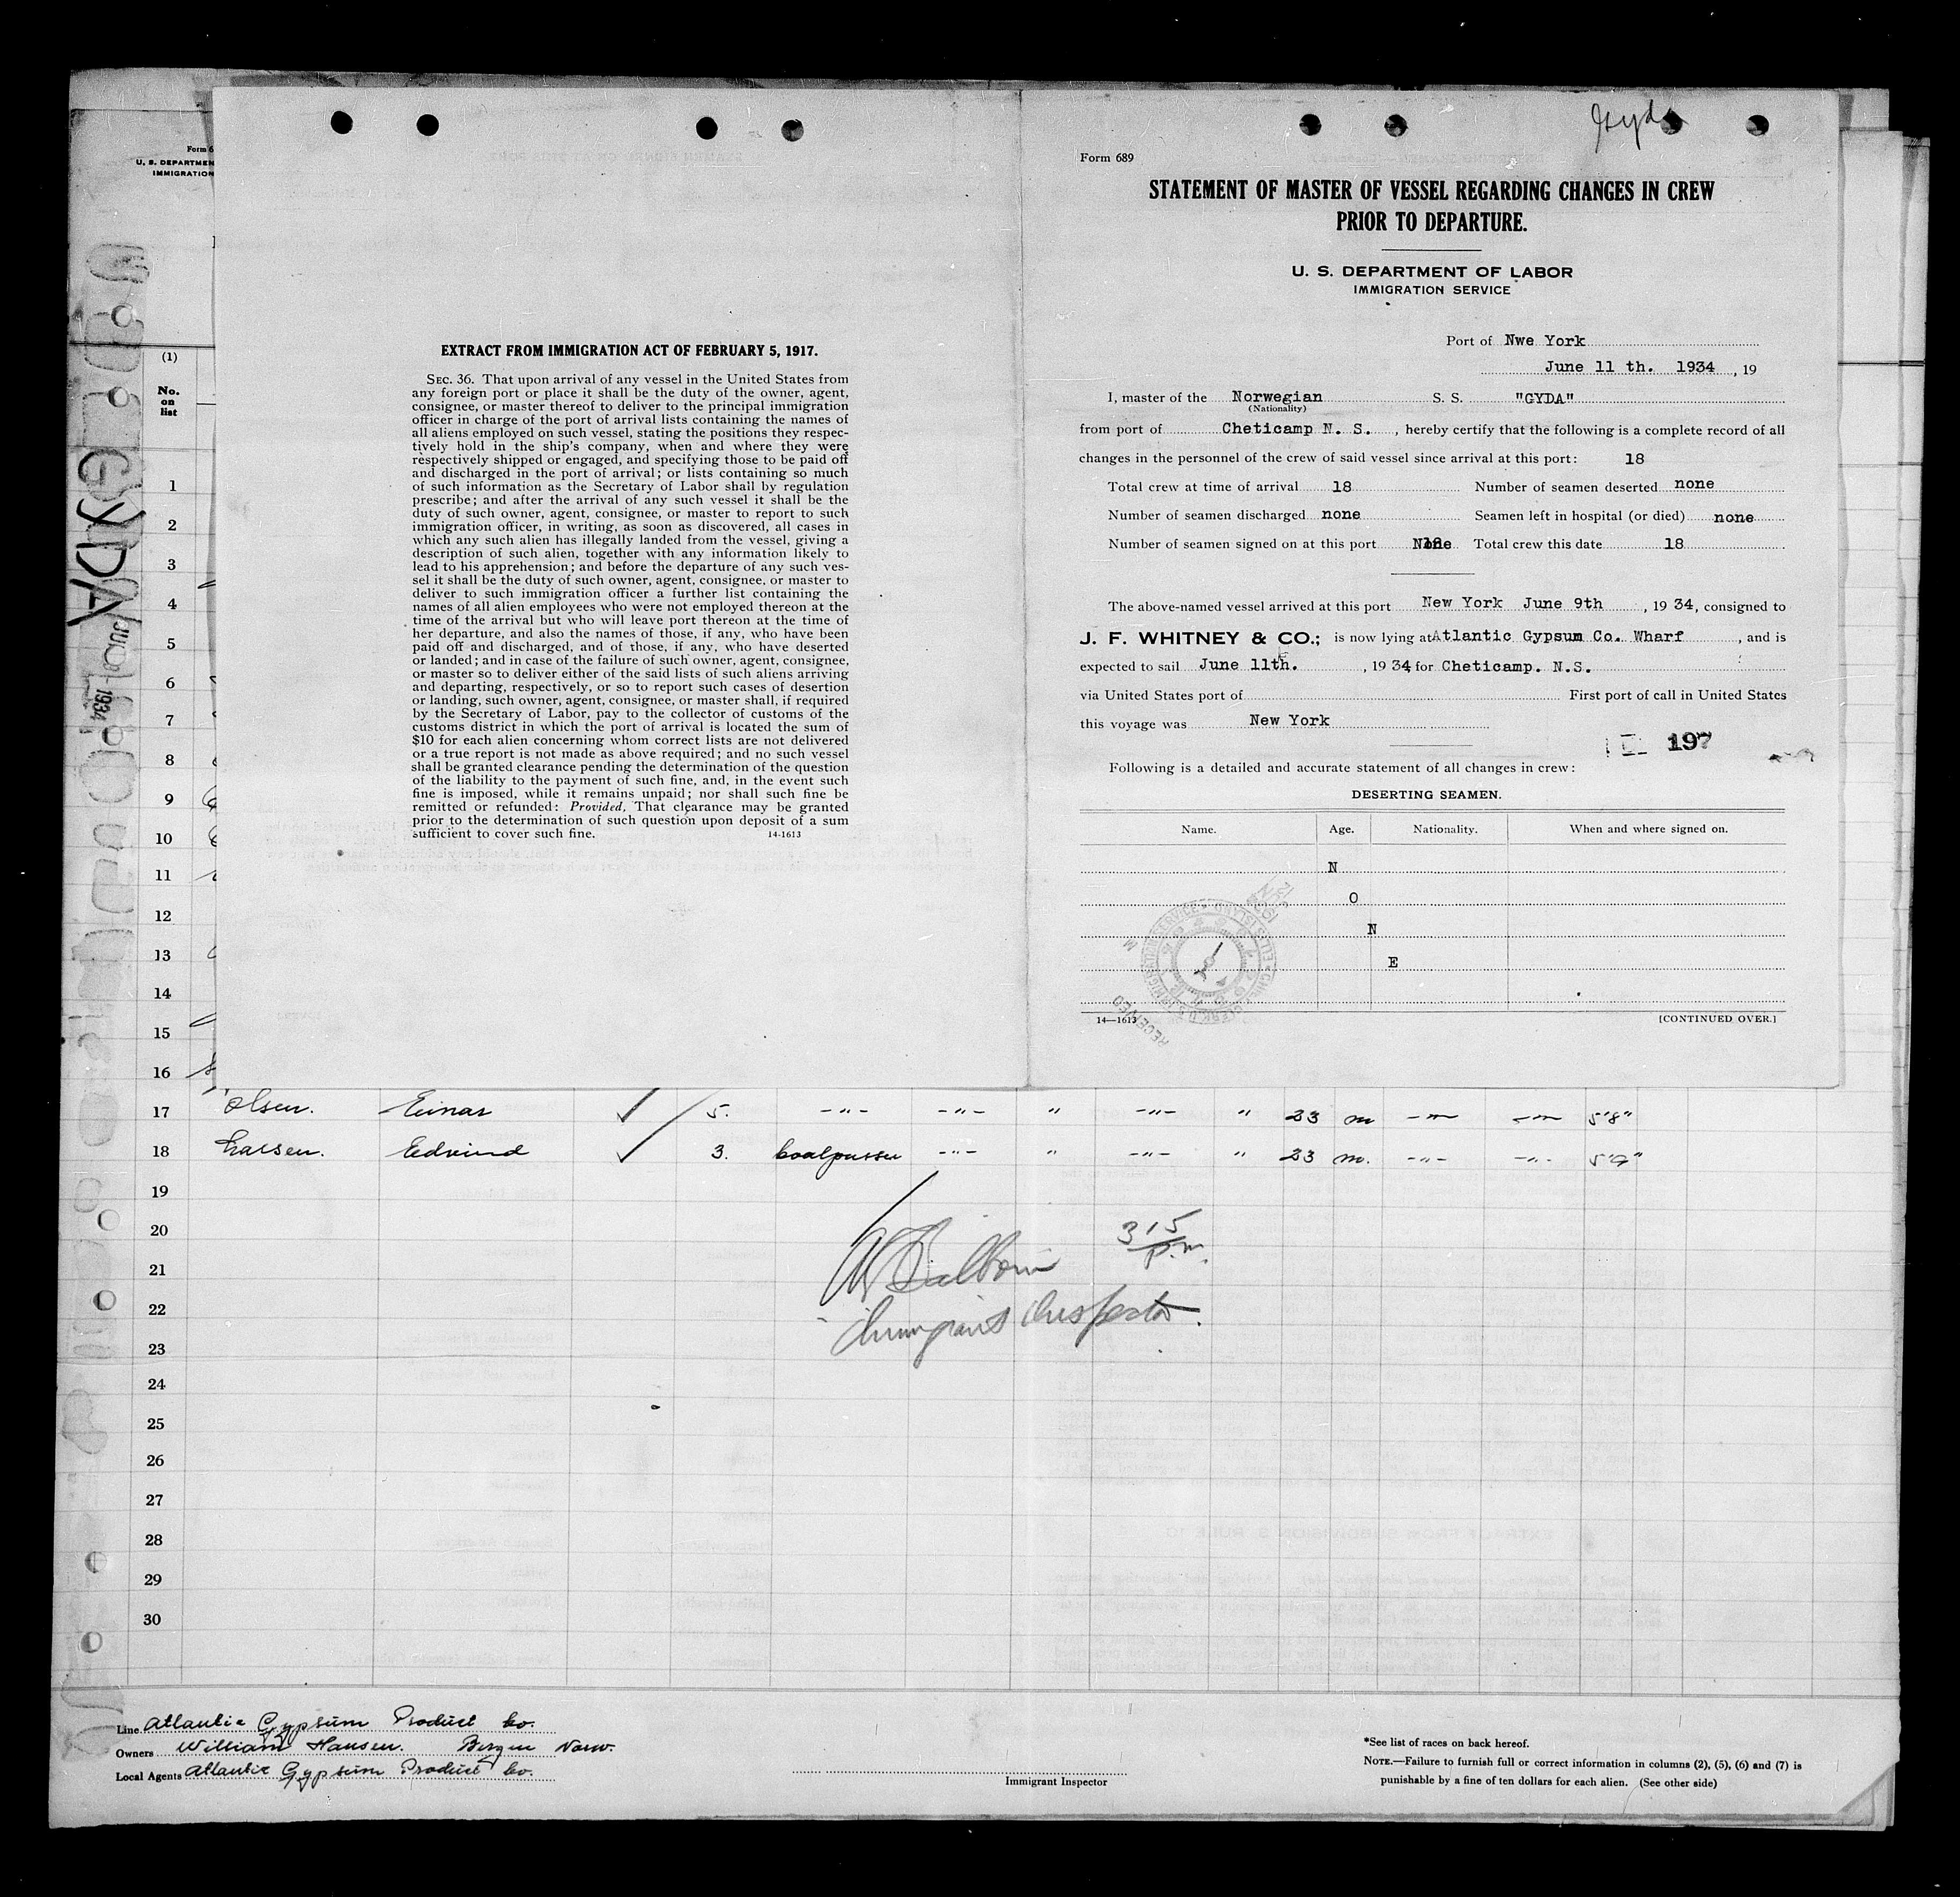 Form 6
U. S. DEPARTMEN
IMMIGRATION
(1)
No.
on
list
GYDA
1934
1
2
3
4
5
6
7
8
9
10
11
12
13
14
15
16
EXTRACT FROM IMMIGRATION ACT OF FEBRUARY 5, 1917.
SEC. 36. That upon arrival of any vessel in the United States from
any foreign port or place it shall be the duty of the owner, agent,
consignee, or master thereof to deliver to the principal immigration
officer in charge of the port of arrival lists containing the names of
all aliens employed on such vessel, stating the positions they respec-
tively hold in the ship's company, when and where they were
respectively shipped or engaged, and specifying those to be paid off
and discharged in the port of arrival; or lists containing so much
of such information as the Secretary of Labor shall by regulation
prescribe; and after the arrival of any such vessel it shall be the
duty of such owner, agent, consignee, or master to report to such
immigration officer, in writing, as soon as discovered, all cases in
which any such alien has illegally landed from the vessel, giving a
description of such alien, together with any information likely to
lead to his apprehension; and before the departure of any such ves-
sel it shall be the duty of such owner, agent, consignee, or master to
deliver to such immigration officer a further list containing the
names of all alien employees who were not employed thereon at the
time of the arrival but who will leave port thereon at the time of
her departure, and also the names of those, if any, who have been
paid off and discharged, and of those, if any, who have deserted
or landed; and in case of the failure of such owner, agent, consignee,
or master so to deliver either of the said lists of such aliens arriving
and departing, respectively, or so to report such cases of desertion
or landing, such owner, agent, consignee, or master shall, if required
by the Secretary of Labor, pay to the collector of customs of the
customs district in which the port of arrival is located the sum of
$10 for each alien concerning whom correct lists are not delivered
or a true report is not made as above required; and no such vessel
shall be granted clearance pending the determination of the question
of the liability to the payment of such fine, and, in the event such
fine is imposed, while it remains unpaid; nor shall such fine be
remitted or refunded: Provided, That clearance may be granted
prior to the determination of such question upon deposit of a sum
sufficient to cover such fine. 14-1613
Gyda
Form 689
STATEMENT OF MASTER OF VESSEL REGARDING CHANGES IN CREW
PRIOR TO DEPARTURE.
U. S. DEPARTMENT OF LABOR
IMMIGRATION SERVICE
Port of Nwe York
June 11 th. 1934, 19
I, master of the Norwegian S. S. "GYDA"
(Nationality)
from port of Cheticamp N. S., hereby certify that the following is a complete record of all
changes in the personnel of the crew of said vessel since arrival at this port: 18
Total crew at time of arrival 18 Number of seamen deserted none
Number of seamen discharged none Seamen left in hospital (or died) none
Number of seamen signed on at this port None Total crew this date 18
The above-named vessel arrived at this port New York June 9th, 19 34, consigned to
J. F. WHITNEY & CO.; is now lying at Atlantic Gypsum Co. Wharf, and is
expected to sail June 11th., 19 34 for Cheticamp. N.S.
via United States port of First port of call in United States
this voyage was New York
197
Following is a detailed and accurate statement of all changes in crew:
DESERTING SEAMEN.
Name. Age. Nationality. When and where signed on.
N
O
N
E
RECEIVED
14—1613 [CONTINUED OVER.]
17 Olsen. Einar ✓ 5. -"- -"- " -"- " 23 m -"- -"- 5'8"
18 Larsen. Edvind ✓ 3. Coalpasser -"- " -"- " 23 m. -"- -"- 5'9"
19
20 3 15 p.m.
21
22 Immigrant Inspector.
23
24
25
26
27
28
29
30
Line Atlantic Gypsum Product Co.
Owners William Hansen. Bergen Norw.
Local Agents Atlantic Gypsum Product Co.
Immigrant Inspector
*See list of races on back hereof.
NOTE.—Failure to furnish full or correct information in columns (2), (5), (6) and (7) is
punishable by a fine of ten dollars for each alien. (See other side)